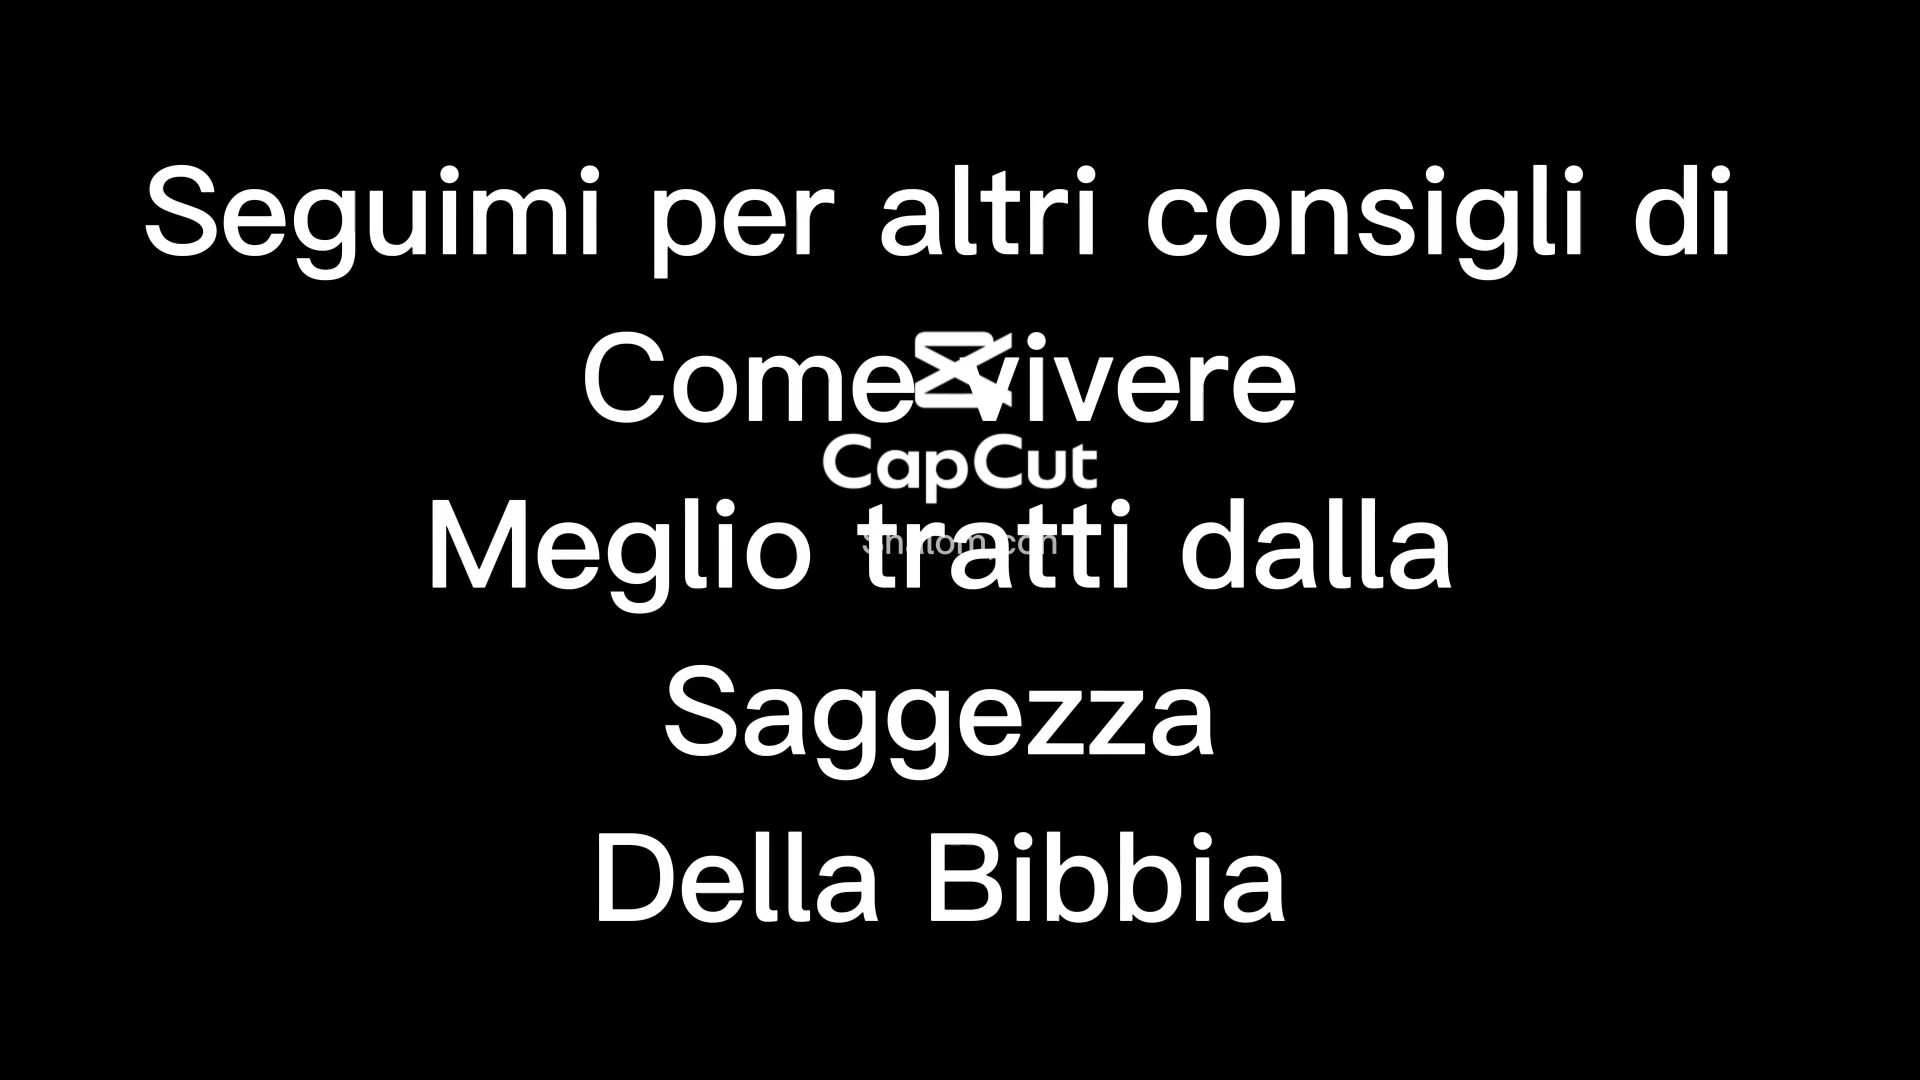 Seguimi per altri consigli di
Come vivere
CapCut
Meglio tratti dalla
Saggezza
Della Bibbia